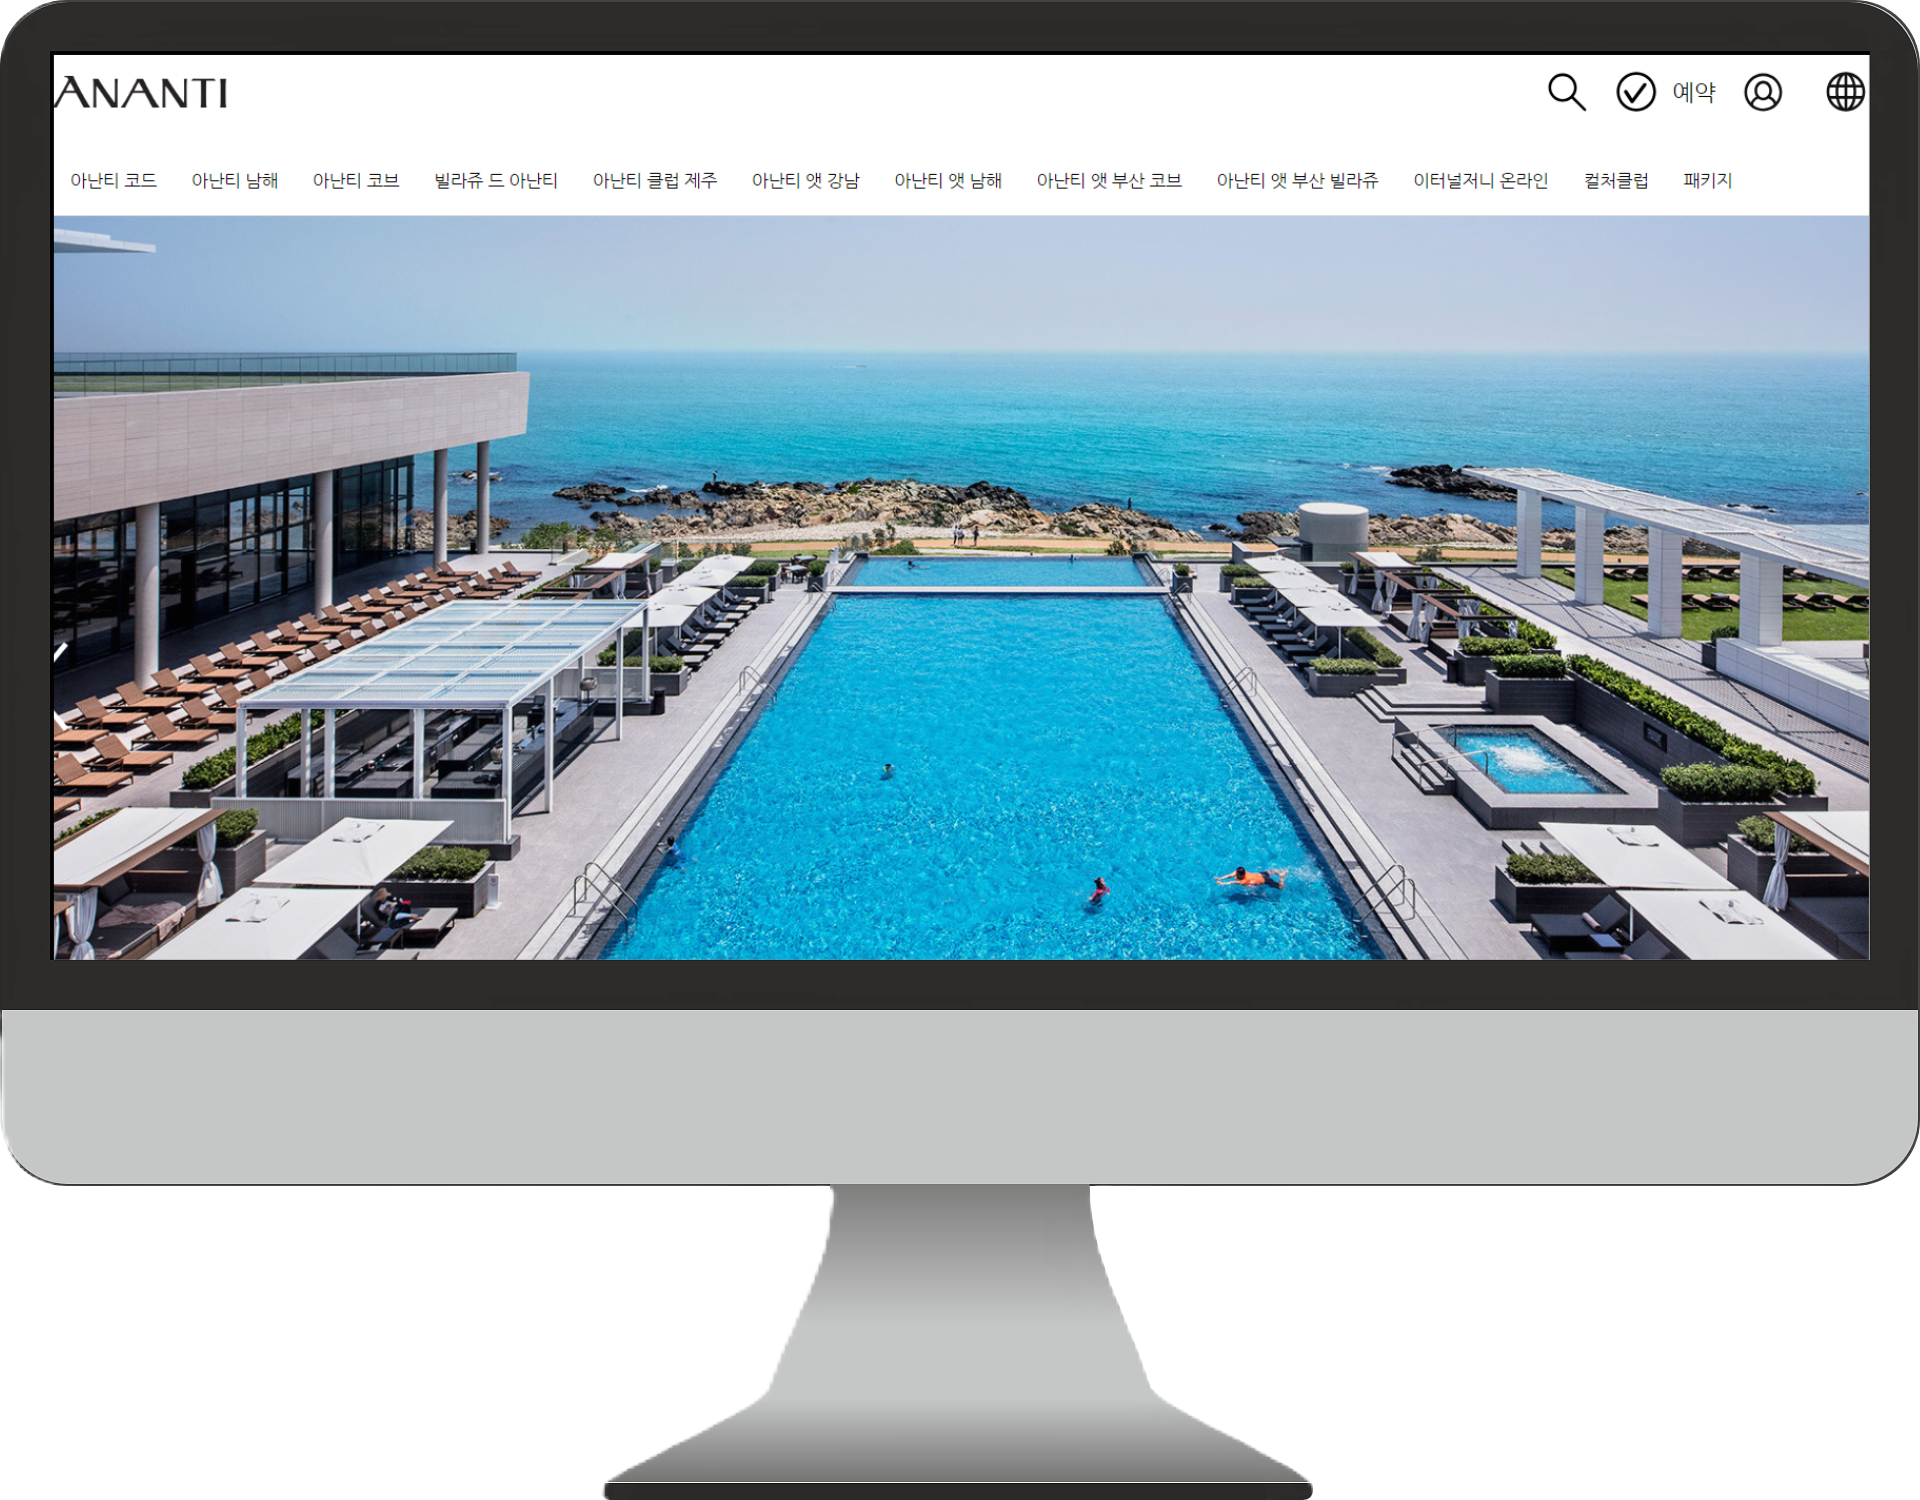 ANANTI
예약
아난티 코드 아난티 남해 아난티 코브 빌라쥬 드 아난티 아난티 클럽 제주 아난티 앳 강남 아난티 앳 남해 아난티 앳 부산 코브 아난티 앳 부산 빌라쥬 이터널저니 온라인 컬처클럽 패키지